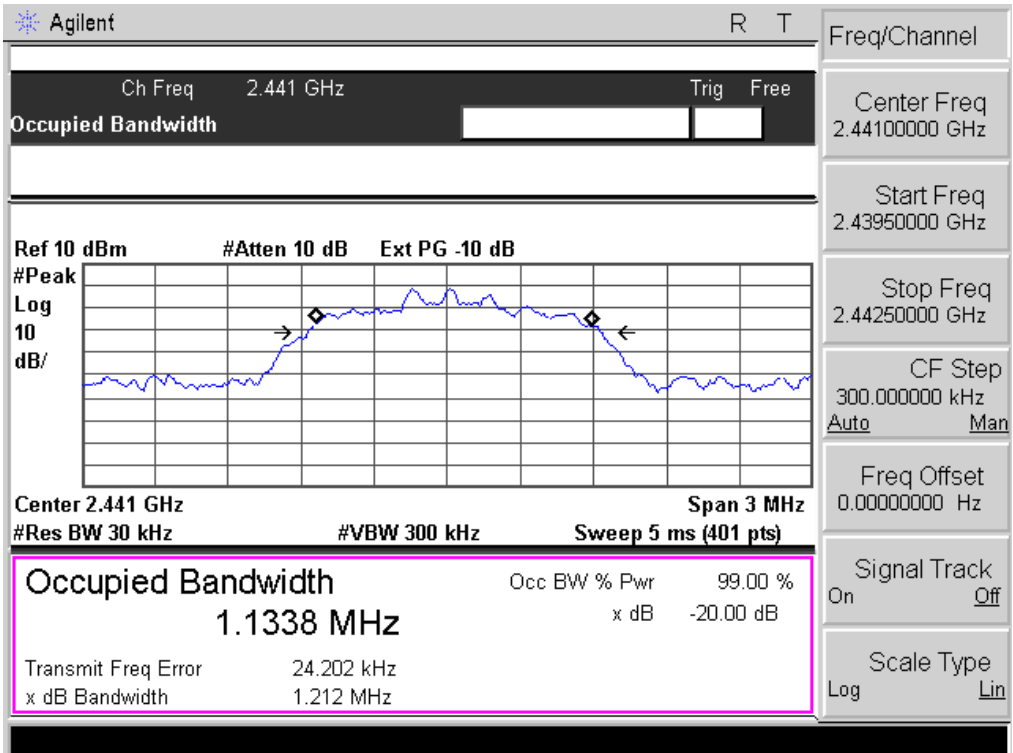 Agilent R T
Ch Freq 2.441 GHz Trig Free
Occupied Bandwidth
Ref 10 dBm #Atten 10 dB Ext PG -10 dB
#Peak
Log
10
dB/
Center 2.441 GHz Span 3 MHz
#Res BW 30 kHz #VBW 300 kHz Sweep 5 ms (401 pts)
Occupied Bandwidth
1.1338 MHz
Occ BW % Pwr 99.00 %
x dB -20.00 dB
Transmit Freq Error 24.202 kHz
x dB Bandwidth 1.212 MHz
Freq/Channel
Center Freq
2.44100000 GHz
Start Freq
2.43950000 GHz
Stop Freq
2.44250000 GHz
CF Step
300.000000 kHz
Auto Man
Freq Offset
0.00000000 Hz
Signal Track
On Off
Scale Type
Log Lin